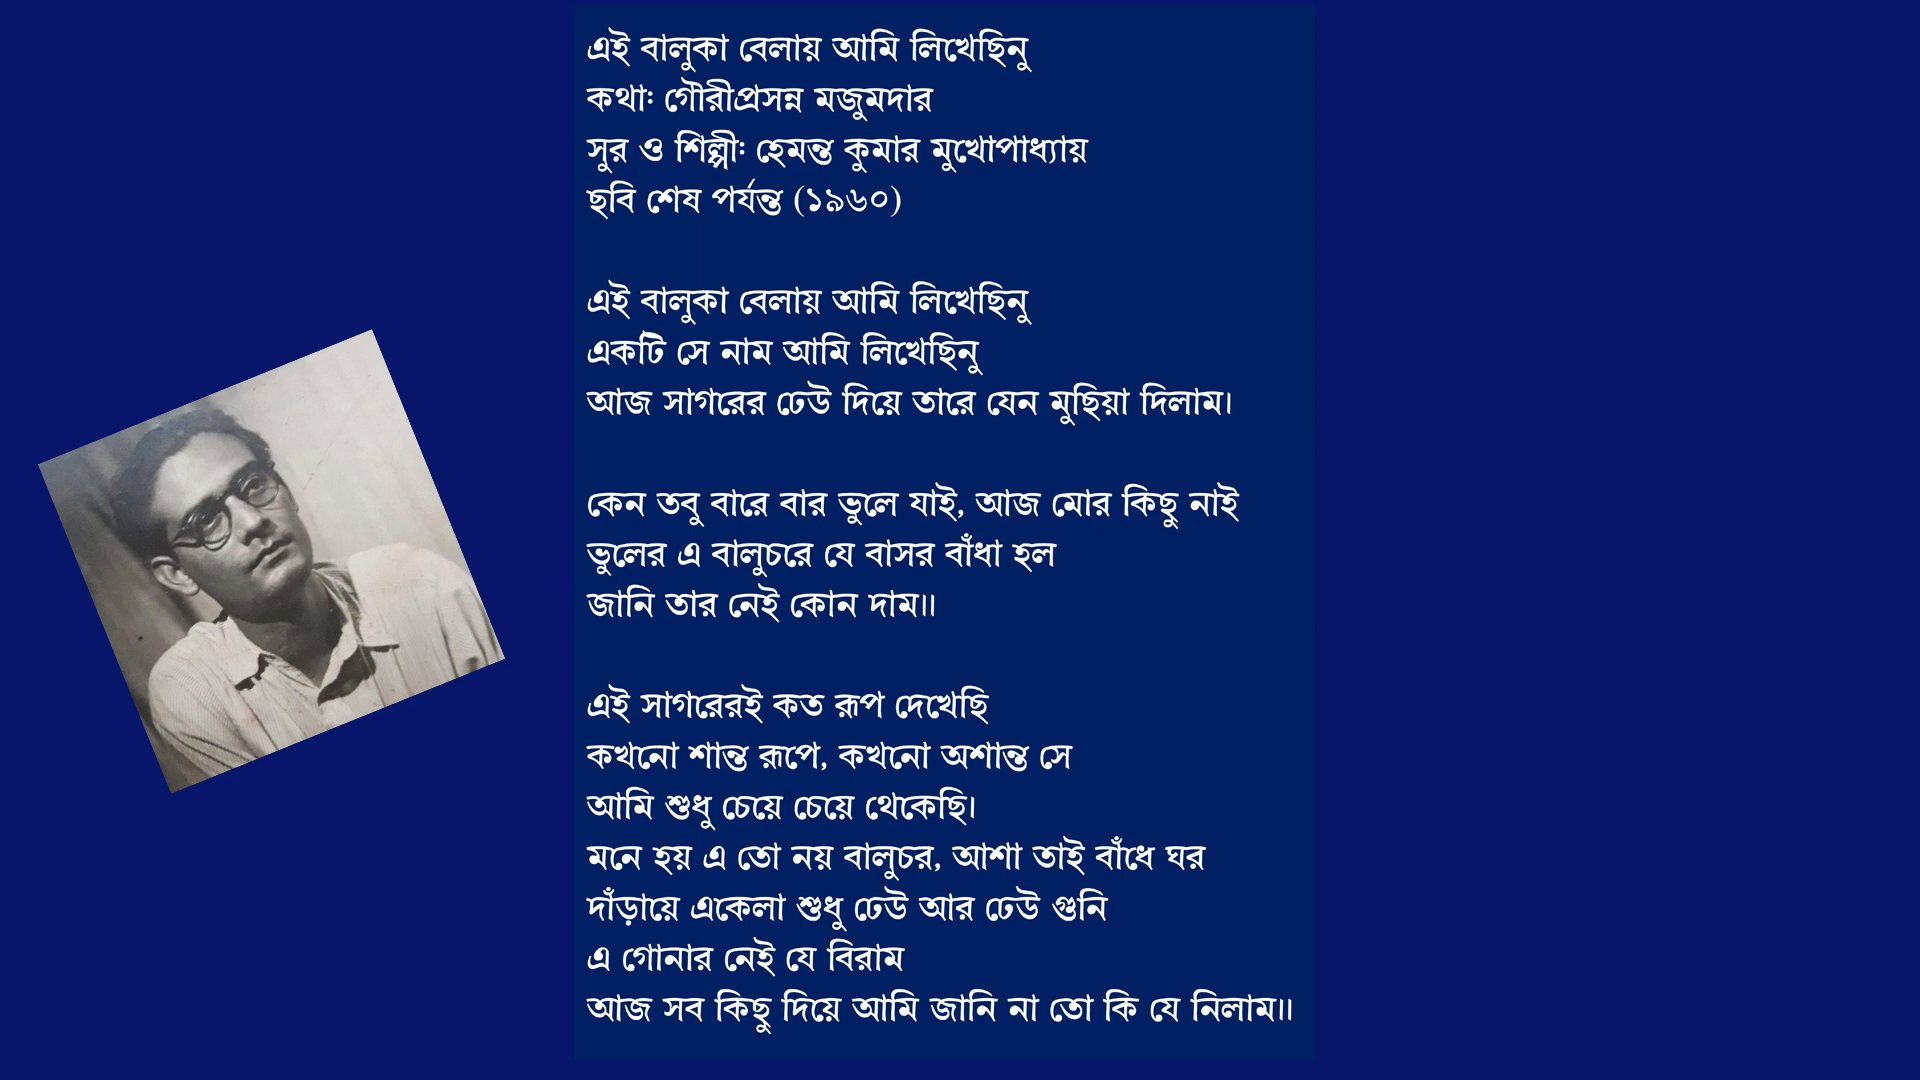 এই বালুকা বেলায় আমি লিখেছিনু
কথাঃ গৌরীপ্রসন্ন মজুমদার
সুর ও শিল্পীঃ হেমন্ত কুমার মুখোপাধ্যায়
ছবি শেষ পর্যন্ত (১৯৬০)
এই বালুকা বেলায় আমি লিখেছিনু
একটি সে নাম আমি লিখেছিনু
আজ সাগরের ঢেউ দিয়ে তারে যেন মুছিয়া দিলাম।
কেন তবু বারে বার ভুলে যাই, আজ মোর কিছু নাই
ভুলের এ বালুচরে যে বাসর বাঁধা হল
জানি তার নেই কোন দাম॥
এই সাগরেরই কত রূপ দেখেছি
কখনো শান্ত রূপে, কখনো অশান্ত সে
আমি শুধু চেয়ে চেয়ে থেকেছি।
মনে হয় এ তো নয় বালুচর, আশা তাই বাঁধে ঘর
দাঁড়ায়ে একেলা শুধু ঢেউ আর ঢেউ গুনি
এ গোনার নেই যে বিরাম
আজ সব কিছু দিয়ে আমি জানি না তো কি যে নিলাম॥